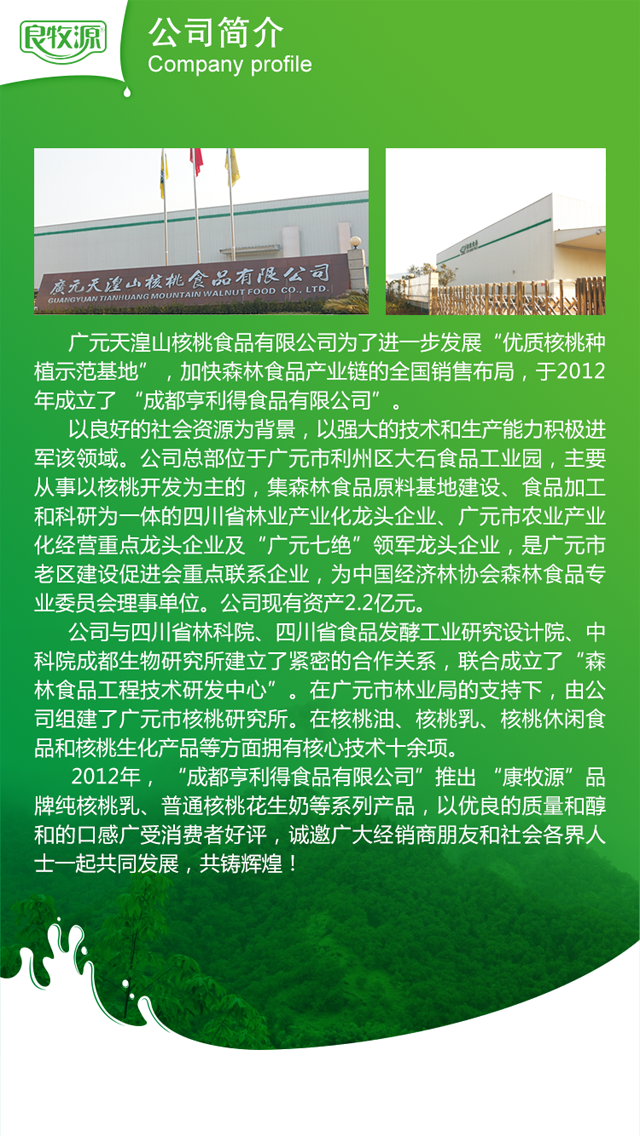 良牧源
公司简介
Company profile
廣元天湟山核桃食品有限公司
GUANGYUAN TIANHUANG MOUNTAIN WALNUT FOOD CO., LTD.
广元天湟山核桃食品有限公司为了进一步发展“优质核桃种
植示范基地”，加快森林食品产业链的全国销售布局，于2012
年成立了 “成都亨利得食品有限公司”。
以良好的社会资源为背景，以强大的技术和生产能力积极进
军该领域。公司总部位于广元市利州区大石食品工业园，主要
从事以核桃开发为主的，集森林食品原料基地建设、食品加工
和科研为一体的四川省林业产业化龙头企业、广元市农业产业
化经营重点龙头企业及“广元七绝”领军龙头企业，是广元市
老区建设促进会重点联系企业，为中国经济林协会森林食品专
业委员会理事单位。公司现有资产2.2亿元。
公司与四川省林科院、四川省食品发酵工业研究设计院、中
科院成都生物研究所建立了紧密的合作关系，联合成立了“森
林食品工程技术研发中心”。在广元市林业局的支持下，由公
司组建了广元市核桃研究所。在核桃油、核桃乳、核桃休闲食
品和核桃生化产品等方面拥有核心技术十余项。
2012年， “成都亨利得食品有限公司”推出 “康牧源”品
牌纯核桃乳、普通核桃花生奶等系列产品，以优良的质量和醇
和的口感广受消费者好评，诚邀广大经销商朋友和社会各界人
士一起共同发展，共铸辉煌！